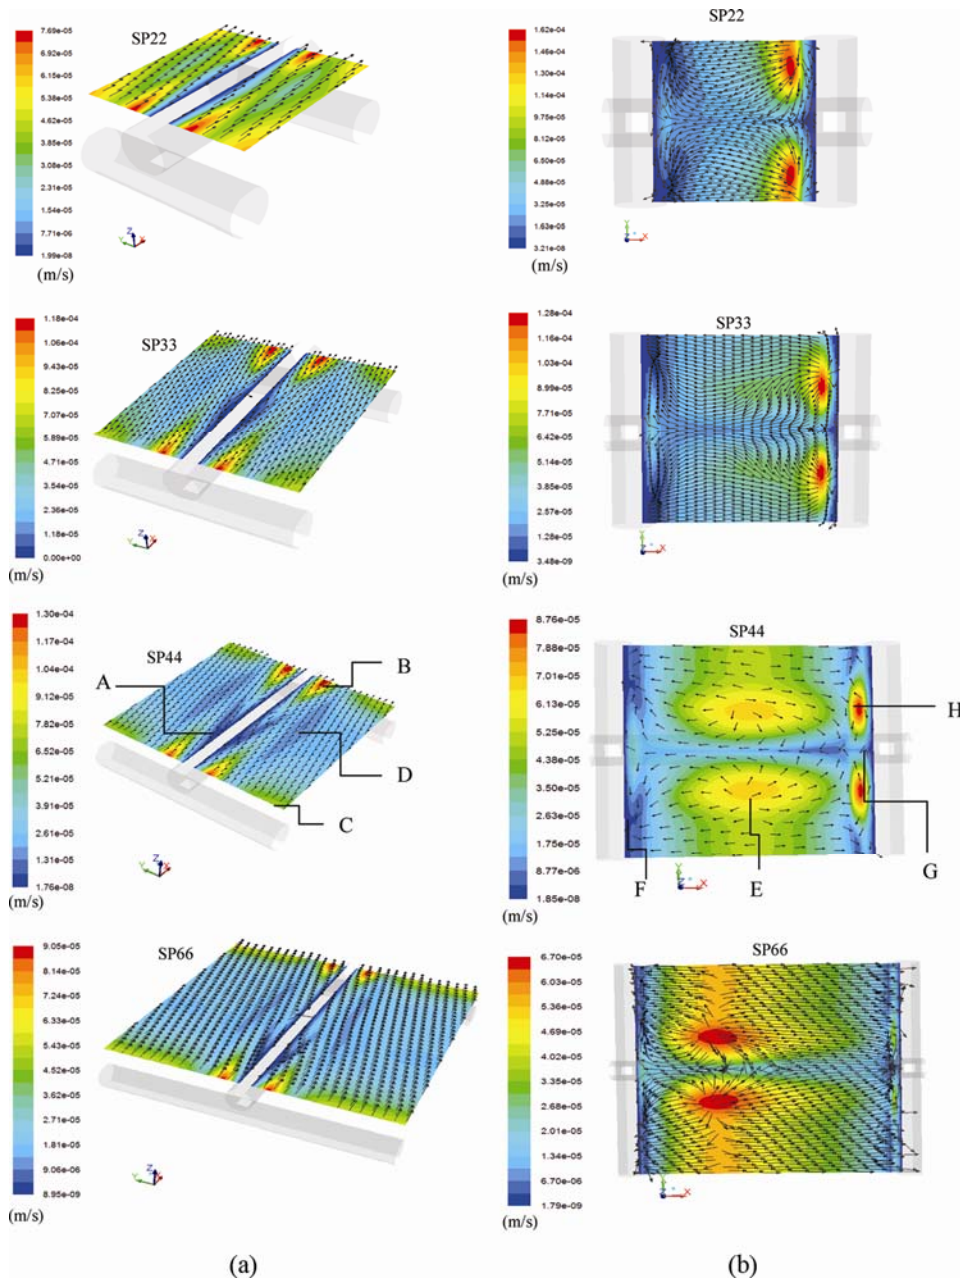 SP22
7.69e-05
6.92e-05
6.15e-05
5.38e-05
4.61e-05
3.85e-05
3.08e-05
2.31e-05
1.54e-05
7.71e-06
1.99e-08
(m/s)
Z
Y
X
SP22
1.62e-04
1.46e-04
1.30e-04
1.14e-04
9.75e-05
8.12e-05
6.50e-05
4.88e-05
3.25e-05
1.63e-05
3.21e-08
(m/s)
Y
Z
X
SP33
1.18e-04
1.06e-04
9.43e-05
8.25e-05
7.07e-05
5.89e-05
4.71e-05
3.54e-05
2.36e-05
1.18e-05
0.00e+00
(m/s)
Z
Y
X
SP33
1.28e-04
1.16e-04
1.03e-04
8.99e-05
7.71e-05
6.42e-05
5.14e-05
3.85e-05
2.57e-05
1.28e-05
3.48e-09
(m/s)
Y
Z
X
SP44
1.30e-04
1.17e-04
1.04e-04
9.12e-05
7.82e-05
6.51e-05
5.21e-05
3.91e-05
2.61e-05
1.30e-05
1.76e-08
(m/s)
A
B
C
D
Z
Y
X
SP44
8.76e-05
7.88e-05
7.01e-05
6.13e-05
5.25e-05
4.38e-05
3.50e-05
2.63e-05
1.75e-05
8.77e-06
1.85e-08
(m/s)
H
G
F
E
Y
Z
X
SP66
9.05e-05
8.14e-05
7.24e-05
6.33e-05
5.43e-05
4.52e-05
3.62e-05
2.71e-05
1.81e-05
9.06e-06
8.95e-09
(m/s)
Z
Y
X
SP66
6.70e-05
6.03e-05
5.36e-05
4.69e-05
4.02e-05
3.35e-05
2.68e-05
2.01e-05
1.34e-05
6.70e-06
1.79e-09
(m/s)
Y
Z
X
(a)
(b)